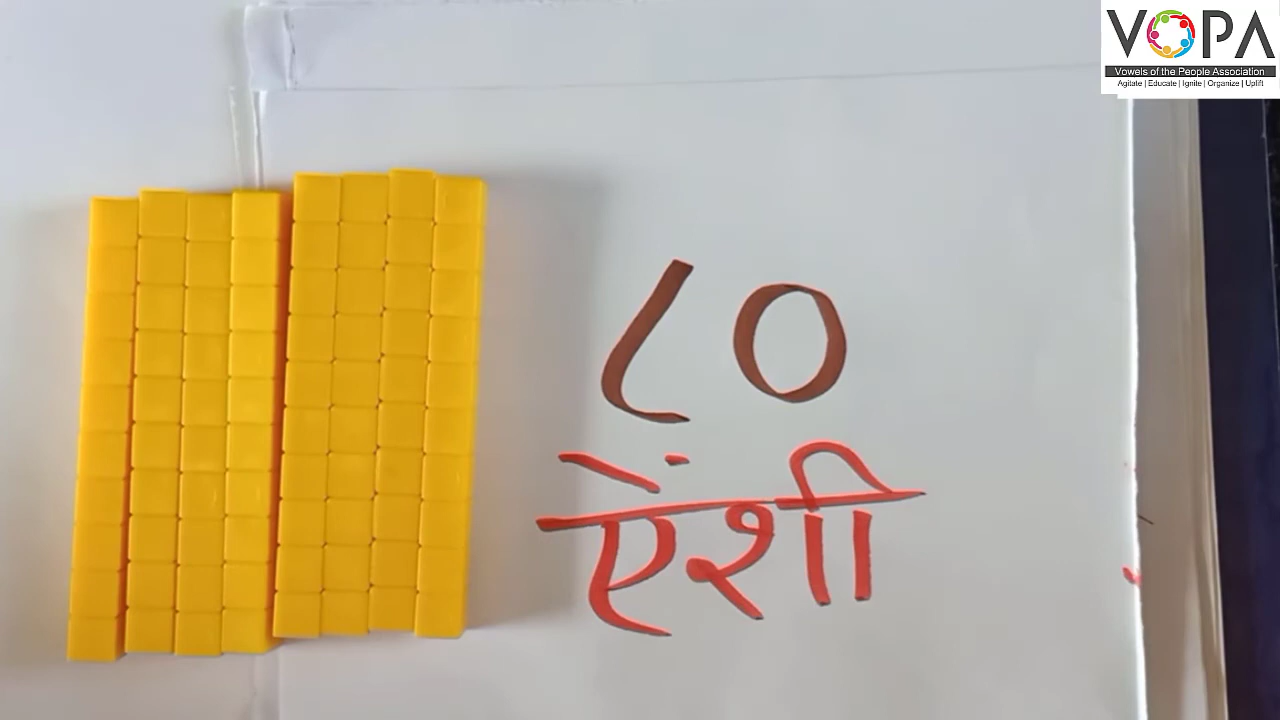 VOPA
Vowels of the People Association
Agitate | Educate | Ignite | Organize | Uplift
८०
ऐंशी